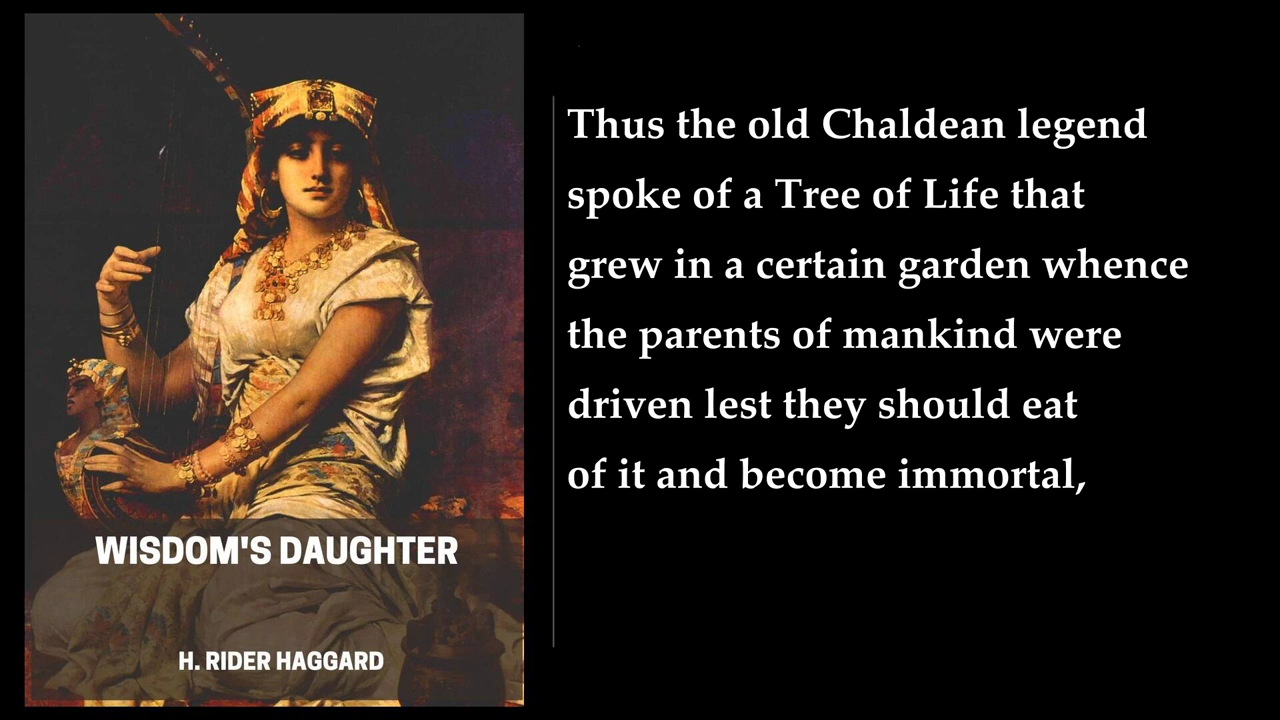 WISDOM'S DAUGHTER
H. RIDER HAGGARD
Thus the old Chaldean legend
spoke of a Tree of Life that
grew in a certain garden whence
the parents of mankind were
driven lest they should eat
of it and become immortal,